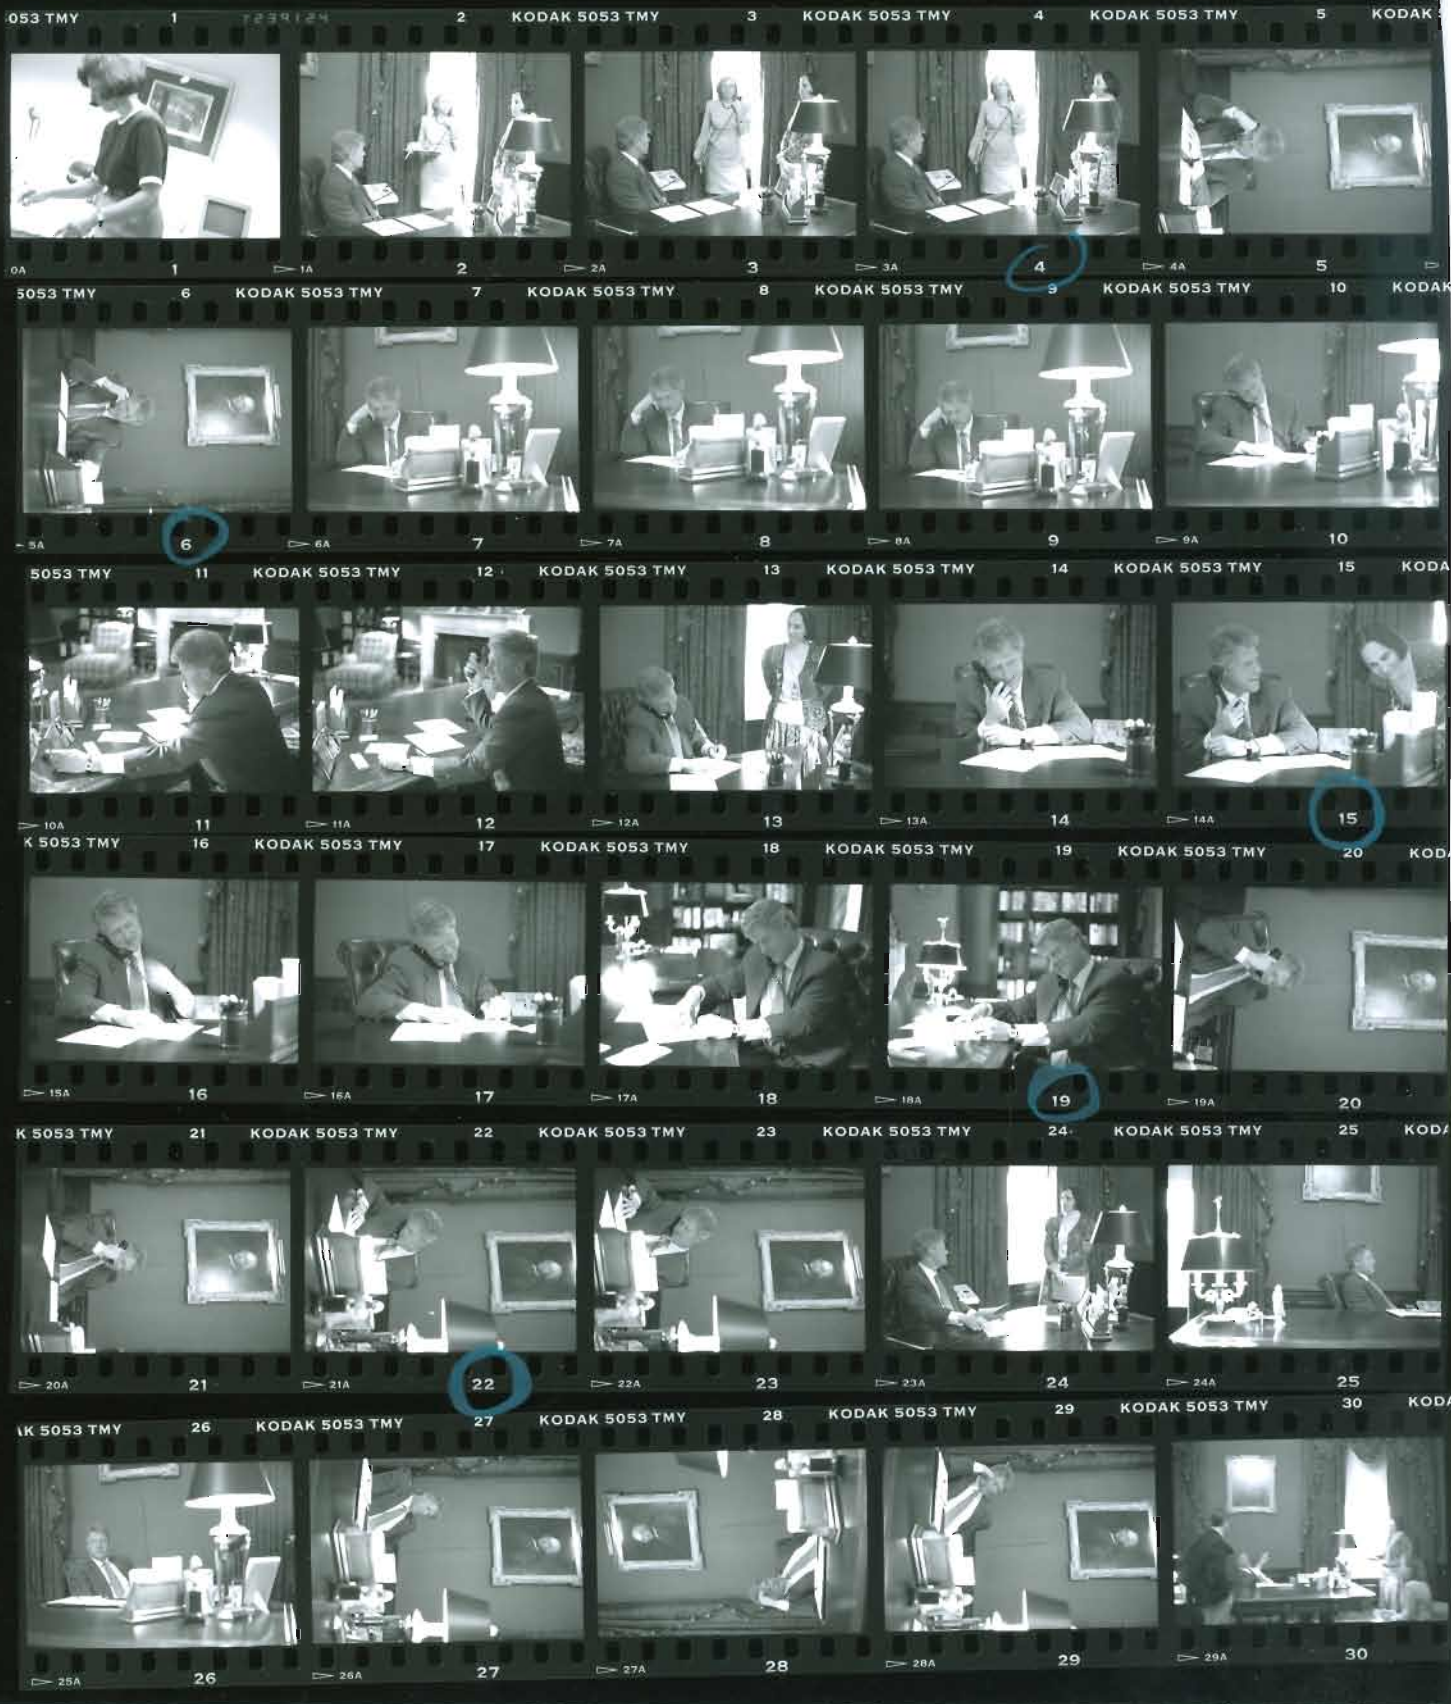 053 TMY 1 7239124 2 KODAK 5053 TMY 3 KODAK 5053 TMY 4 KODAK 5053 TMY 5 KODAK 5
0A 1 1A 2 2A 3 3A 4 4A 5
5053 TMY 6 KODAK 5053 TMY 7 KODAK 5053 TMY 8 KODAK 5053 TMY 9 KODAK 5053 TMY 10 KODAK
5A 6 6A 7 7A 8 8A 9 9A 10
5053 TMY 11 KODAK 5053 TMY 12 KODAK 5053 TMY 13 KODAK 5053 TMY 14 KODAK 5053 TMY 15 KODA
10A 11 11A 12 12A 13 13A 14 14A 15
K 5053 TMY 16 KODAK 5053 TMY 17 KODAK 5053 TMY 18 KODAK 5053 TMY 19 KODAK 5053 TMY 20 KODA
15A 16 16A 17 17A 18 18A 19 19A 20
K 5053 TMY 21 KODAK 5053 TMY 22 KODAK 5053 TMY 23 KODAK 5053 TMY 24 KODAK 5053 TMY 25 KODA
20A 21 21A 22 22A 23 23A 24 24A 25
AK 5053 TMY 26 KODAK 5053 TMY 27 KODAK 5053 TMY 28 KODAK 5053 TMY 29 KODAK 5053 TMY 30 KODA
25A 26 26A 27 27A 28 28A 29 29A 30